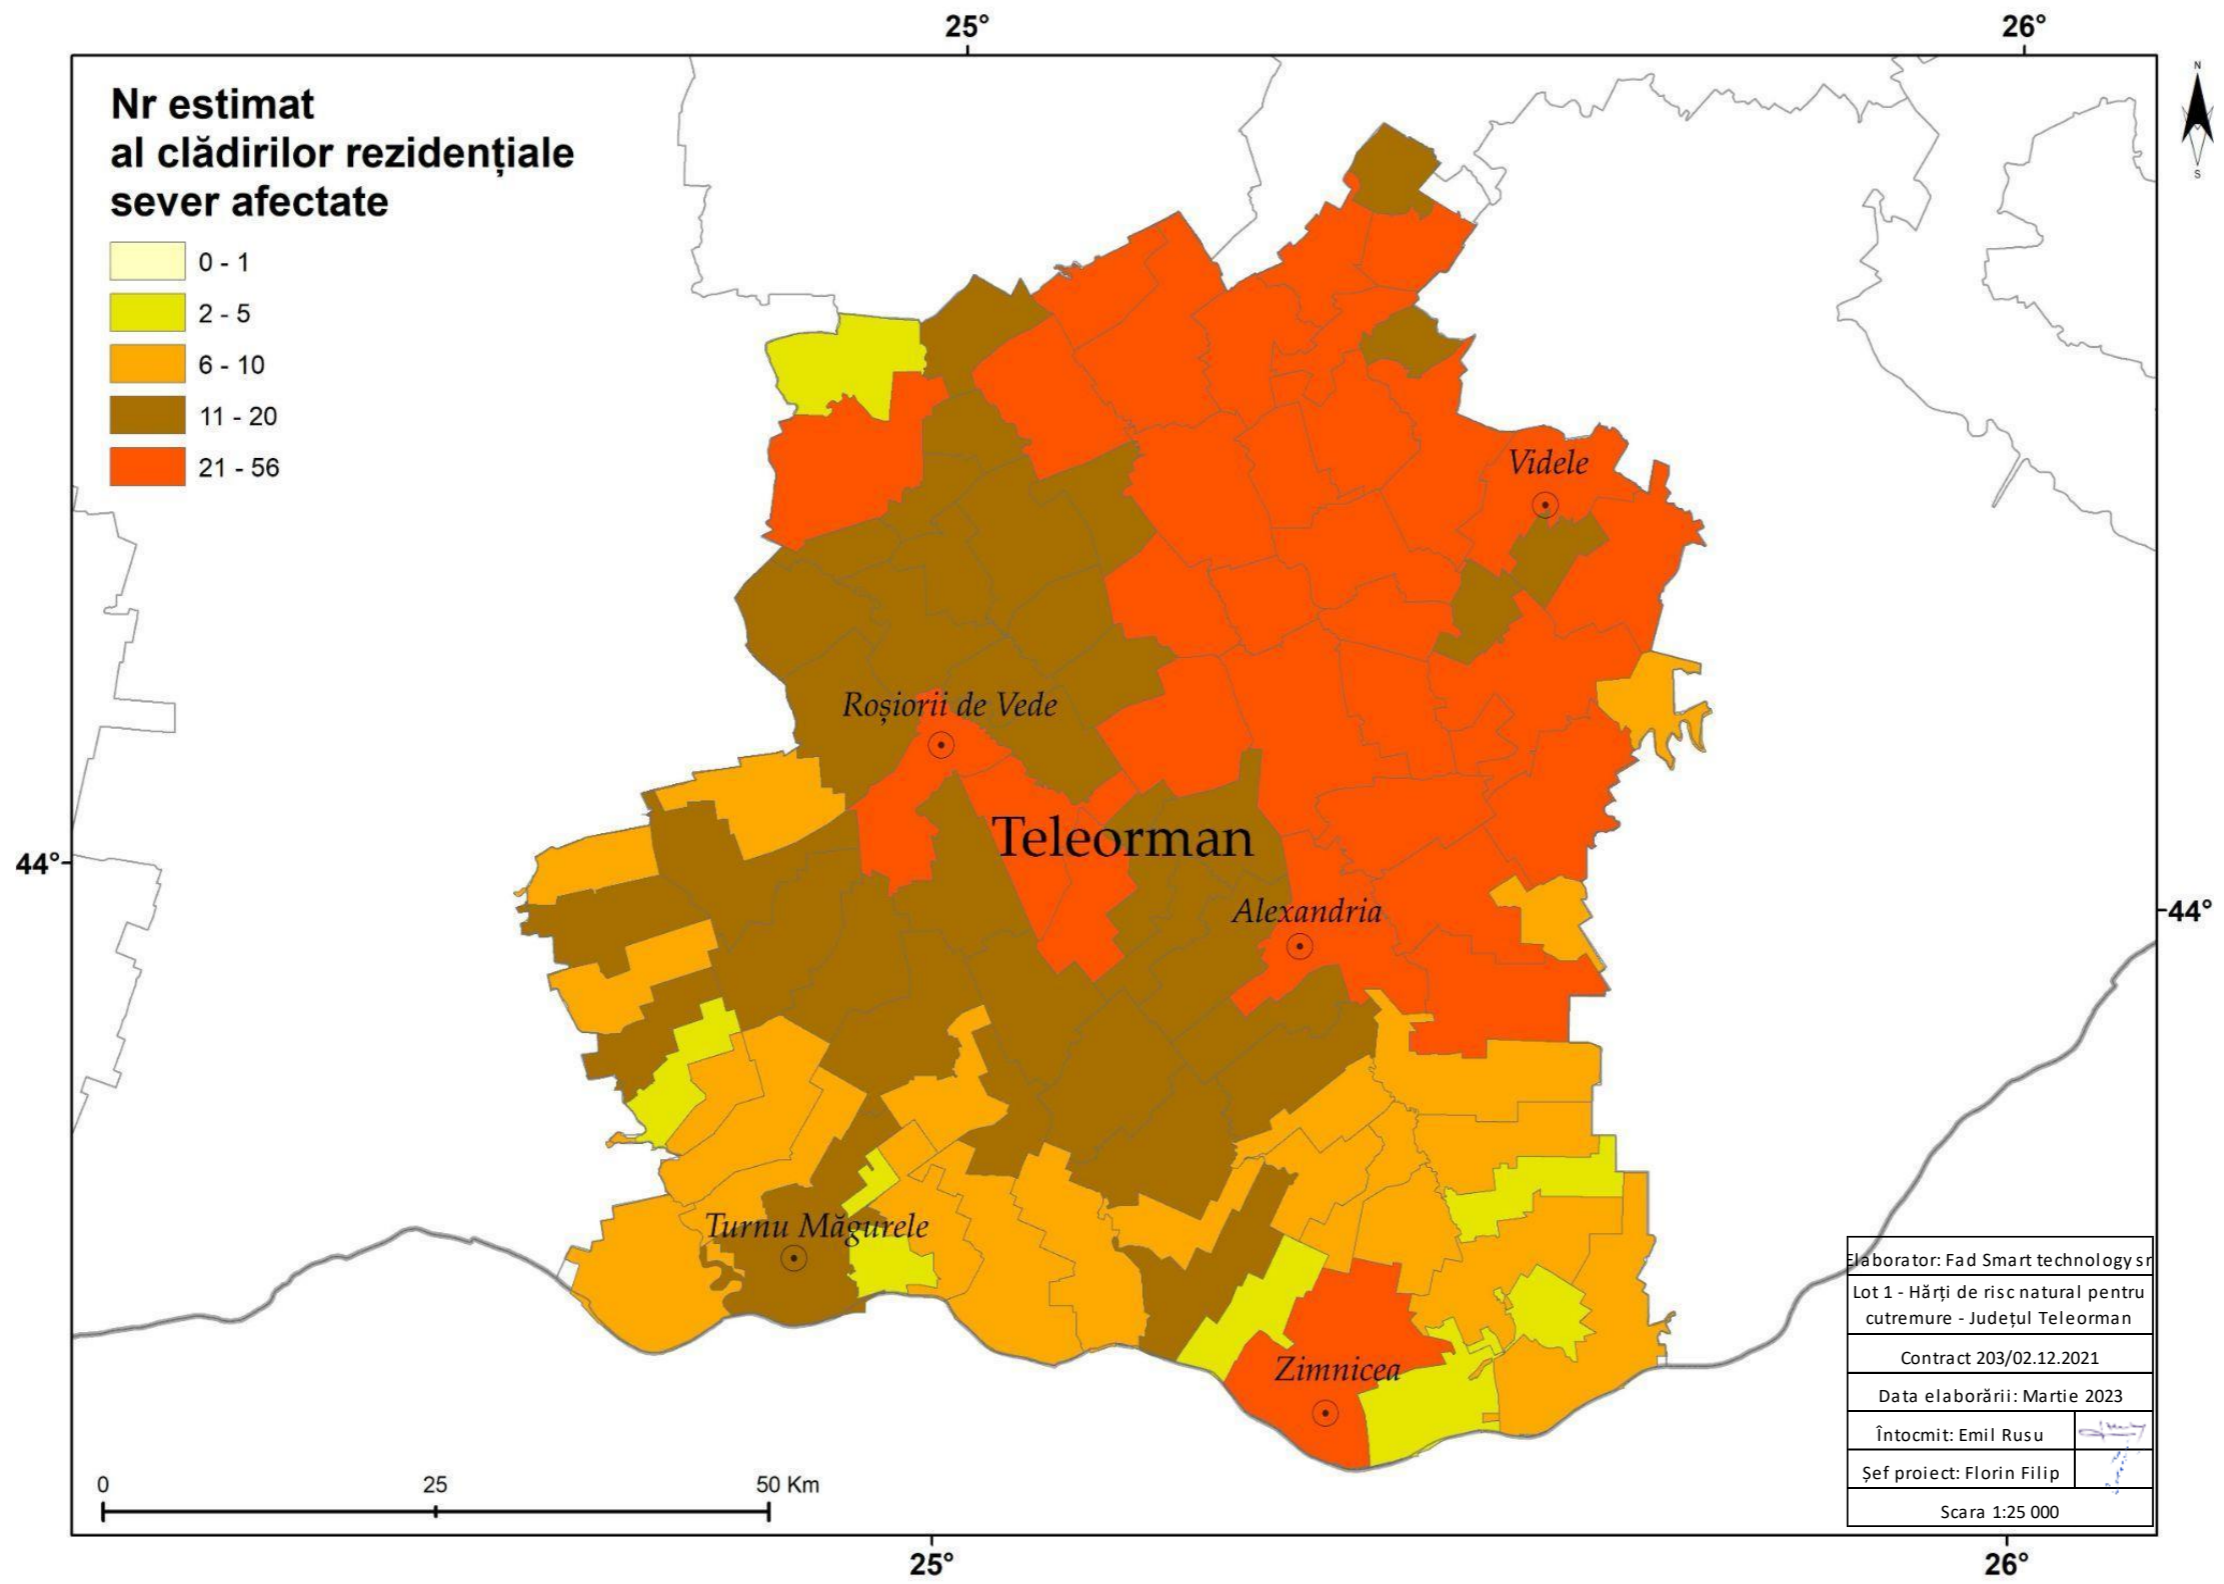 25°
26°
Nr estimat
al clădirilor rezidențiale
sever afectate
0 - 1
2 - 5
6 - 10
11 - 20
21 - 56
N
S
Videle
Roșiorii de Vede
Teleorman
44°
Alexandria
44°
Turnu Măgurele
Zimnicea
Elaborator: Fad Smart technology sr
Lot 1 - Hărți de risc natural pentru
cutremure - Județul Teleorman
Contract 203/02.12.2021
Data elaborării: Martie 2023
Întocmit: Emil Rusu
Șef proiect: Florin Filip
Scara 1:25 000
0 25 50 Km
25°
26°